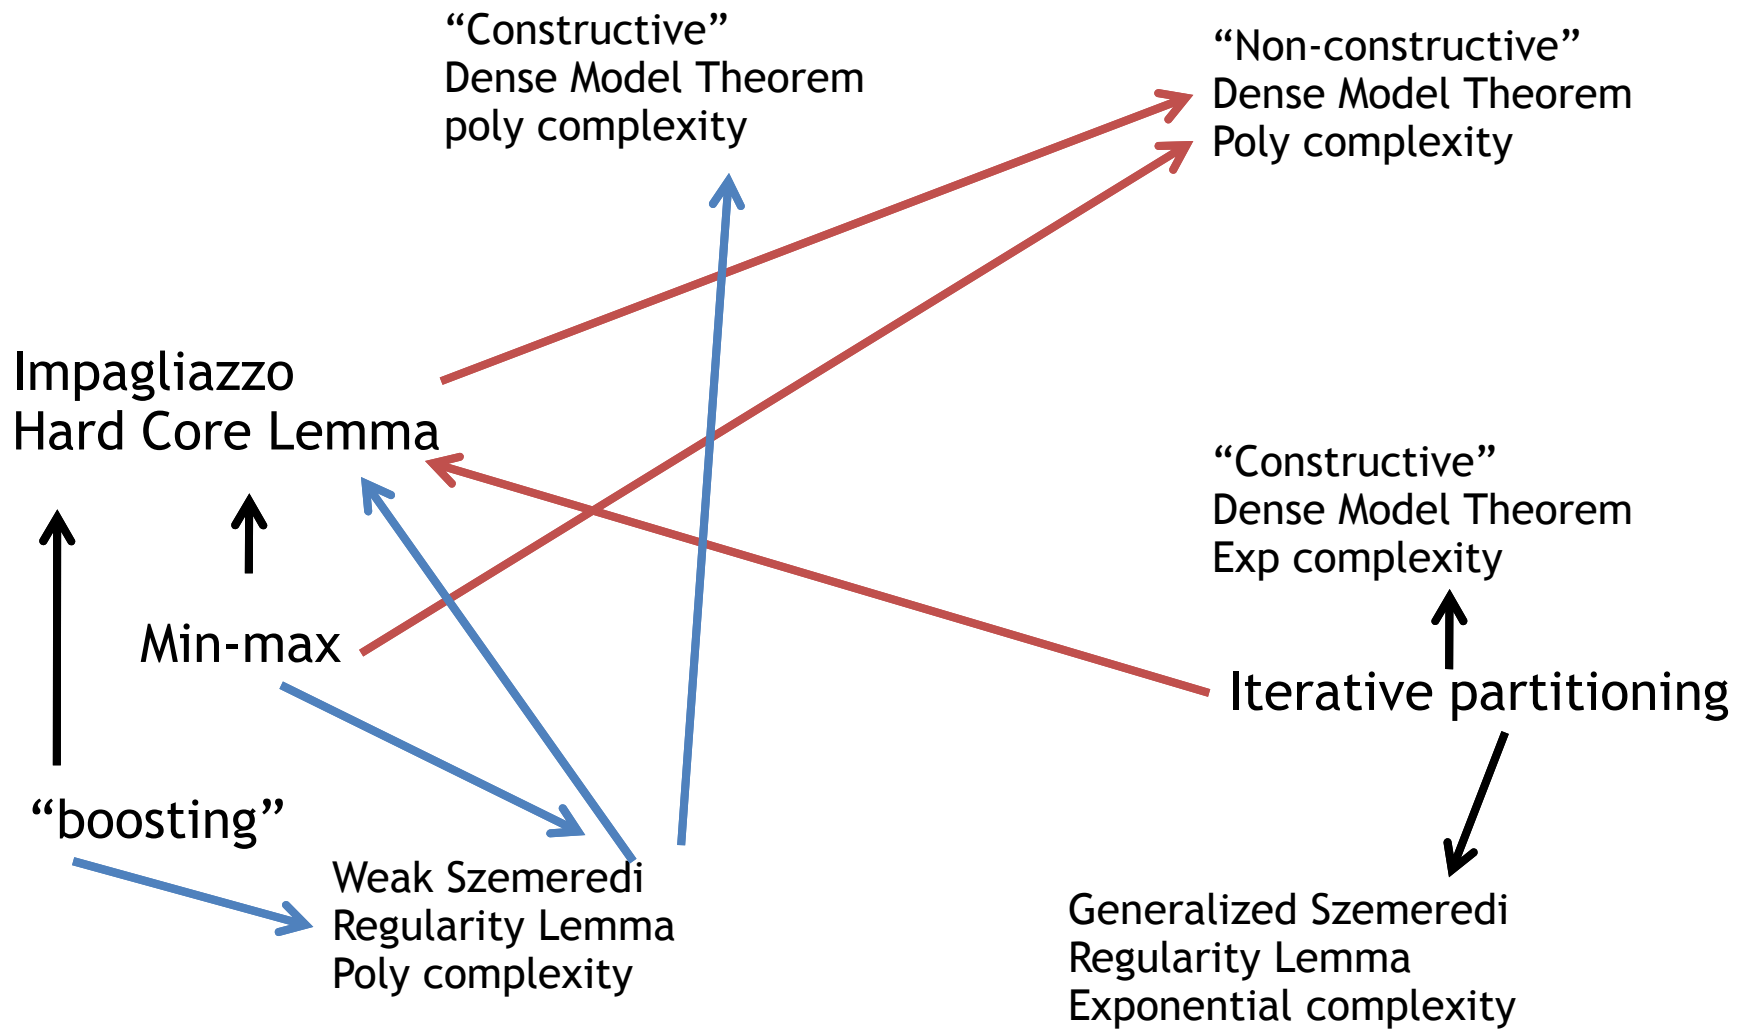 “Constructive”
Dense Model Theorem
poly complexity
“Non-constructive”
Dense Model Theorem
Poly complexity
Impagliazzo
Hard Core Lemma
“Constructive”
Dense Model Theorem
Exp complexity
Min-max
Iterative partitioning
“boosting”
Weak Szemeredi
Regularity Lemma
Poly complexity
Generalized Szemeredi
Regularity Lemma
Exponential complexity